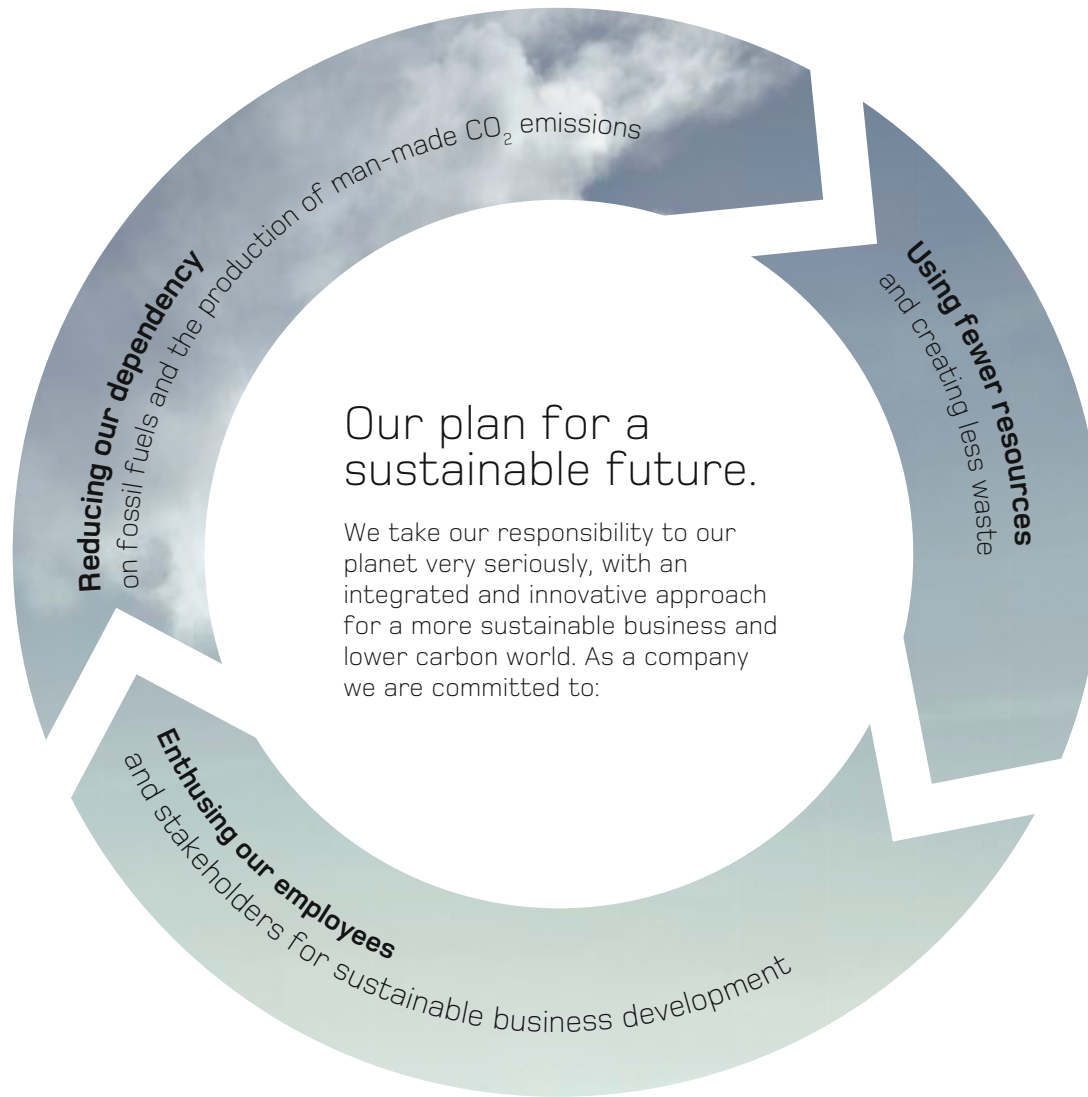 Our plan for a
sustainable future.
We take our responsibility to our
planet very seriously, with an
integrated and innovative approach
for a more sustainable business and
lower carbon world. As a company
we are committed to:
Reducing our dependency
on fossil fuels and the production of man-made CO₂ emissions
Using fewer resources
and creating less waste
Enthusing our employees
and stakeholders for sustainable business development